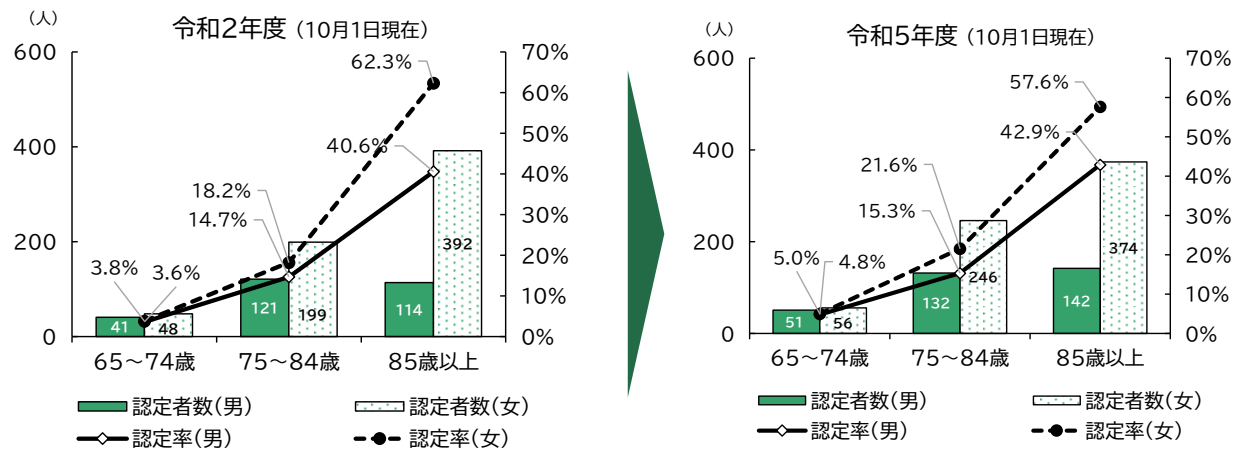 令和2年度（10月1日現在）
（人）
600
400
200
0
70%
60%
50%
40%
30%
20%
10%
0%
62.3%
40.6%
18.2%
14.7%
3.8%
3.6%
41
48
121
199
114
392
65～74歳
75～84歳
85歳以上
認定者数(男)
認定者数(女)
認定率(男)
認定率(女)
令和5年度（10月1日現在）
（人）
600
400
200
0
70%
60%
50%
40%
30%
20%
10%
0%
57.6%
42.9%
21.6%
15.3%
5.0%
4.8%
51
56
132
246
142
374
65～74歳
75～84歳
85歳以上
認定者数(男)
認定者数(女)
認定率(男)
認定率(女)